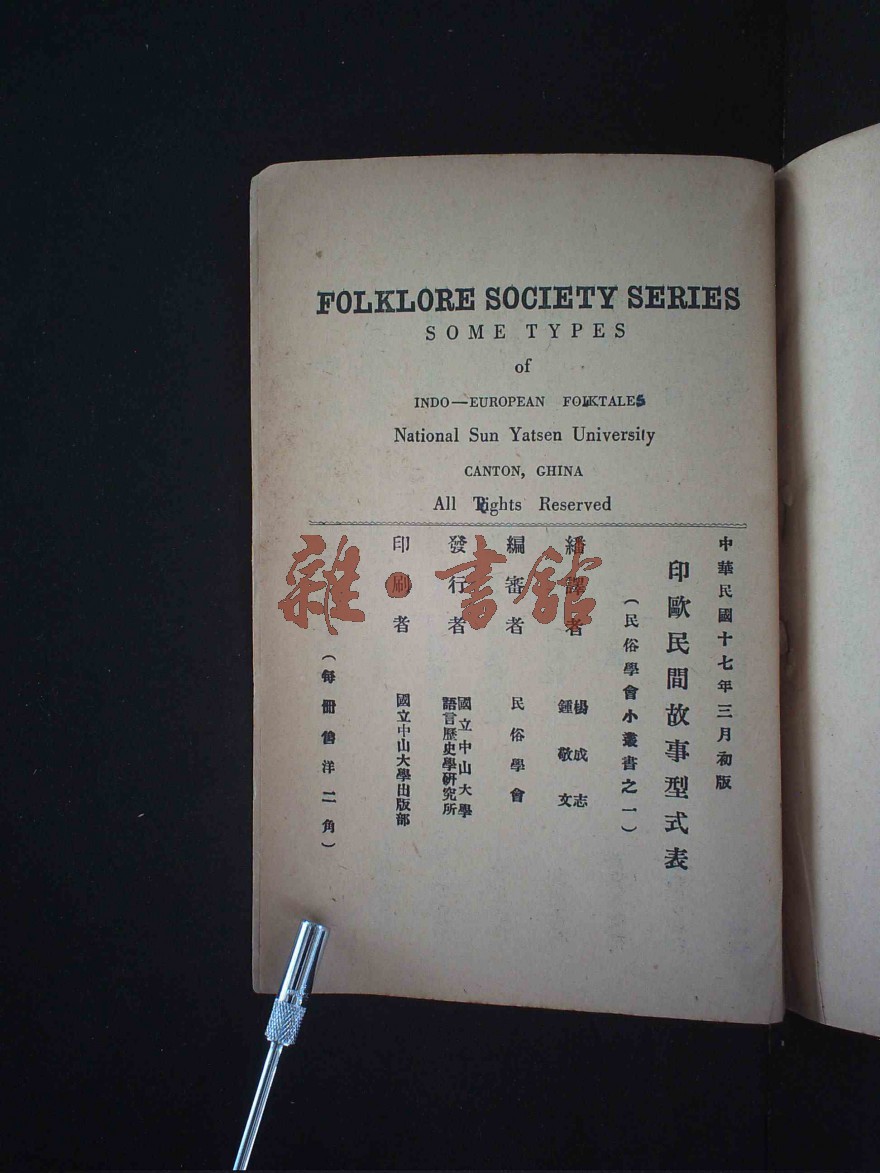 FOLKLORE SOCIETY SERIES
SOME TYPES
of
INDO—EUROPEAN FOLKTALES
National Sun Yatsen University
CANTON, GHINA
All Rights Reserved
中華民國十七年三月初版
印歐民間故事型式表
（民俗學會小叢書之一）
繙譯者 楊成志 鍾敬文
編審者 民俗學會
發行者 國立中山大學語言歷史學研究所
印刷者 國立中山大學出版部
（每冊售洋二角）
雜·書館